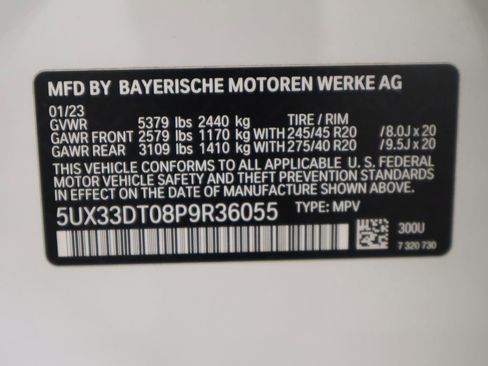 MFD BY BAYERISCHE MOTOREN WERKE AG
01/23
GVWR 5379 lbs 2440 kg TIRE / RIM
GAWR FRONT 2579 lbs 1170 kg WITH 245/45 R20 /8.0J x 20
GAWR REAR 3109 lbs 1410 kg WITH 275/40 R20 /9.5J x 20
THIS VEHICLE CONFORMS TO ALL APPLICABLE U. S. FEDERAL
MOTOR VEHICLE SAFETY AND THEFT PREVENTION STANDARDS
IN EFFECT ON THE DATE OF MANUFACTURE SHOWN ABOVE.
5UX33DT08P9R36055 TYPE: MPV
300U
7 320 730